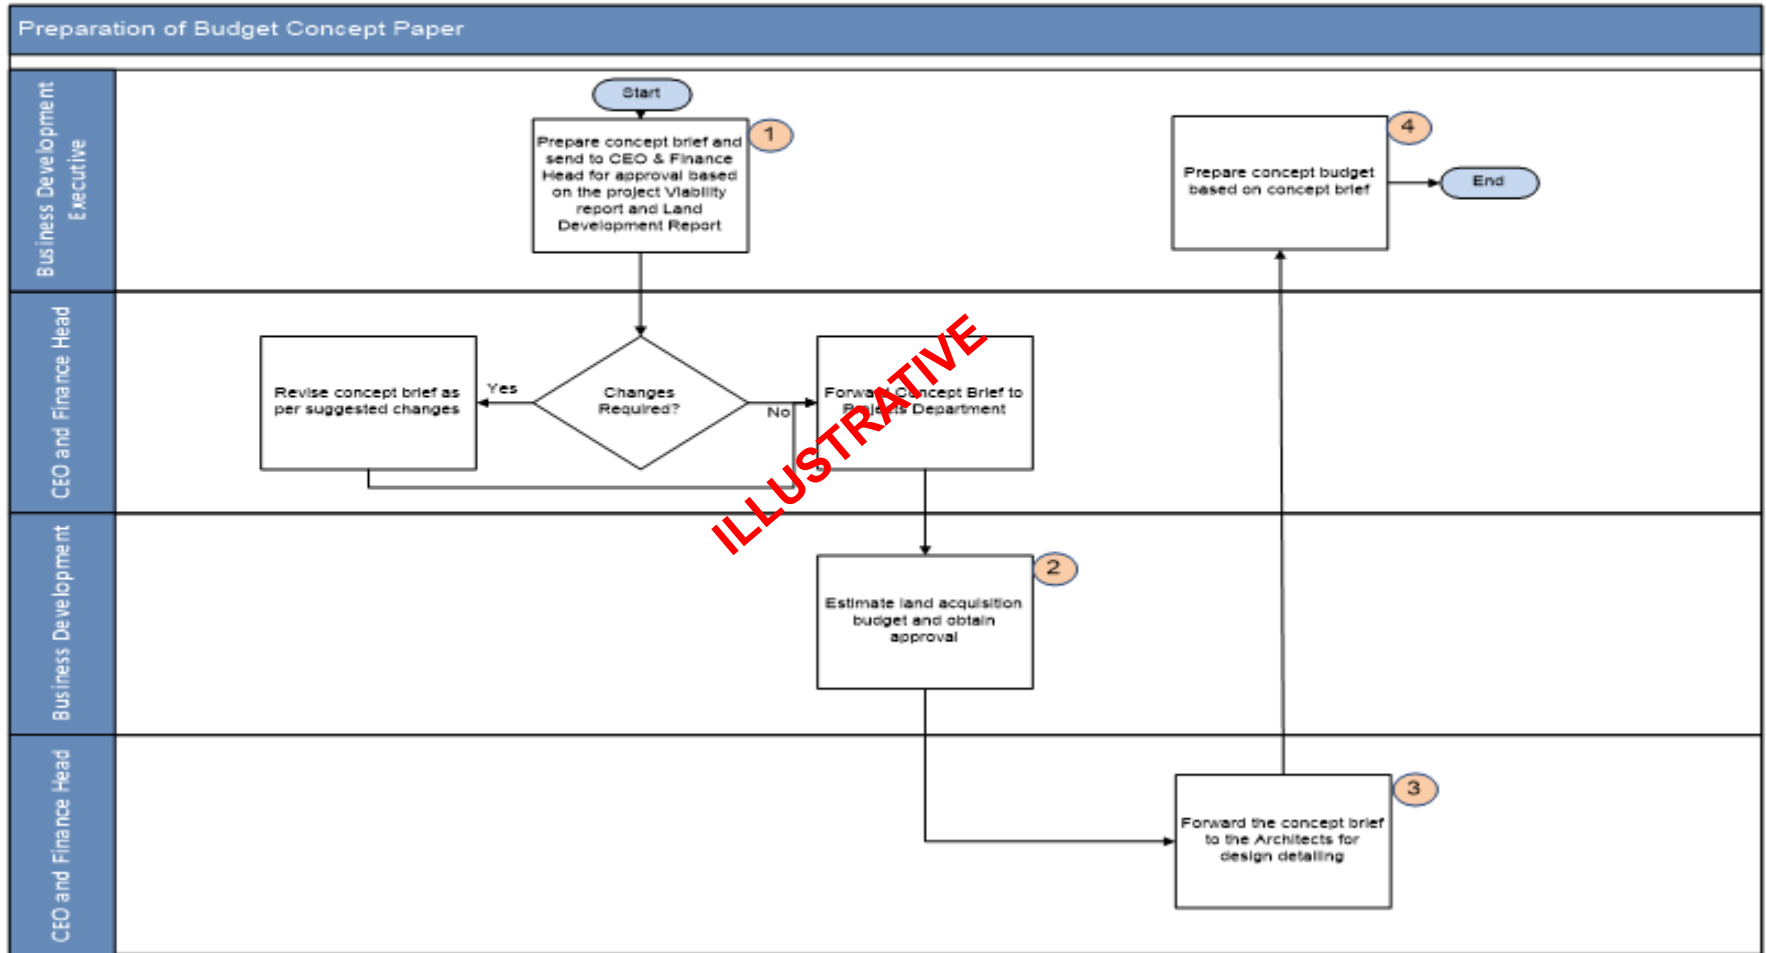 Preparation of Budget Concept Paper
Business Development
Executive
Start
1
Prepare concept brief and
send to CEO & Finance
Head for approval based
on the project Viability
report and Land
Development Report
4
Prepare concept budget
based on concept brief
End
CEO and Finance Head
Revise concept brief as
per suggested changes
Yes
Changes
Required?
No
Forward Concept Brief to
Projects Department
ILLUSTRATIVE
Business Development
2
Estimate land acquisition
budget and obtain
approval
CEO and Finance Head
3
Forward the concept brief
to the Architects for
design detailing